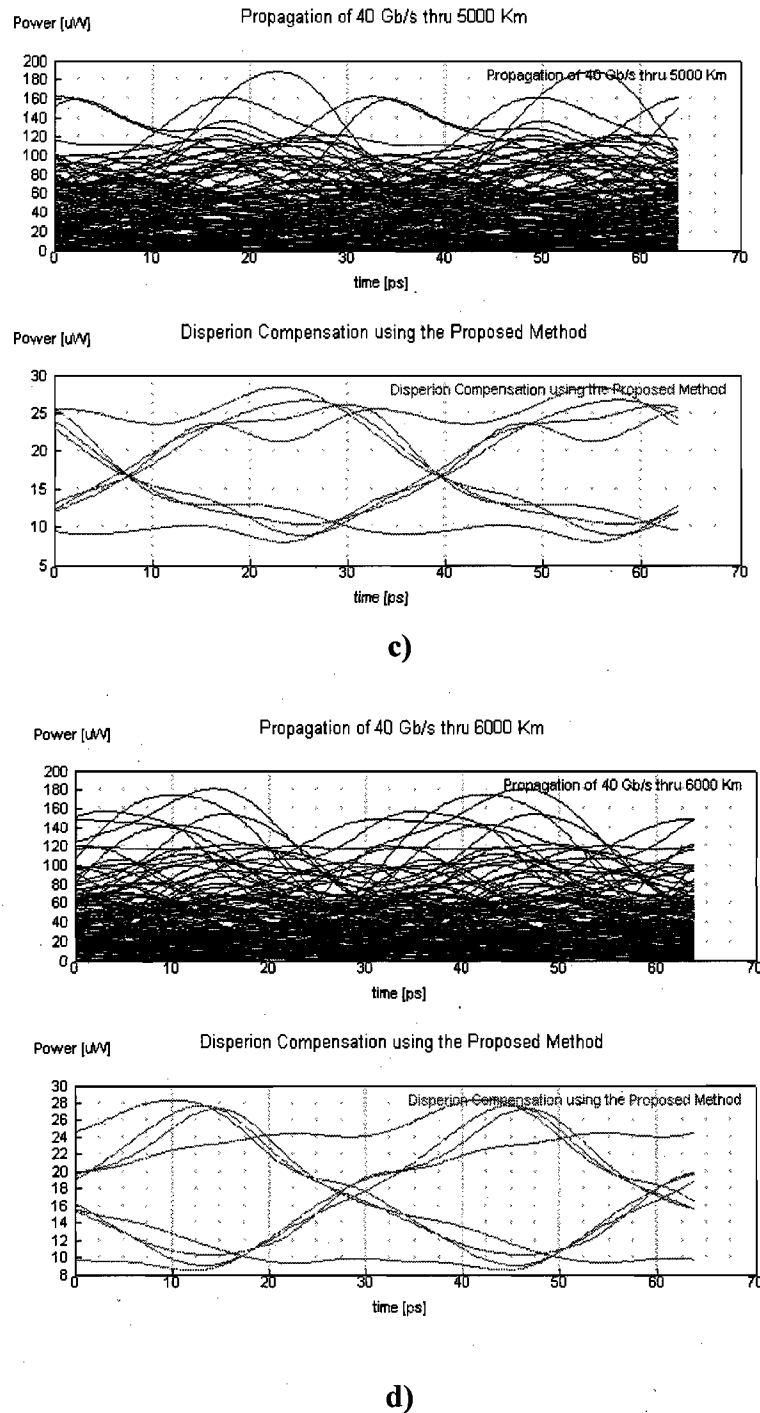 Propagation of 40 Gb/s thru 5000 Km
Power [uW]
Propagation of 40 Gb/s thru 5000 Km
200
180
160
140
120
100
80
60
40
20
0
0 10 20 30 40 50 60 70
time [ps]
Disperion Compensation using the Proposed Method
Power [uW]
Disperion Compensation using the Proposed Method
30
25
20
15
10
5
0 10 20 30 40 50 60 70
time [ps]
c)
Propagation of 40 Gb/s thru 6000 Km
Power [uW]
Propagation of 40 Gb/s thru 6000 Km
200
180
160
140
120
100
80
60
40
20
0
0 10 20 30 40 50 60 70
time [ps]
Disperion Compensation using the Proposed Method
Power [uW]
Disperion Compensation using the Proposed Method
30
28
26
24
22
20
18
16
14
12
10
8
0 10 20 30 40 50 60 70
time [ps]
d)